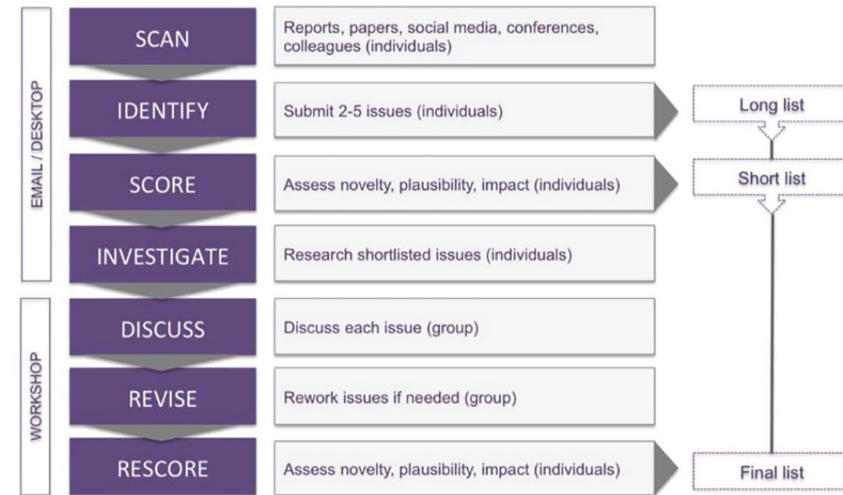 EMAIL / DESKTOP
SCAN
Reports, papers, social media, conferences,
colleagues (individuals)
IDENTIFY
Submit 2-5 issues (individuals)
Long list
SCORE
Assess novelty, plausibility, impact (individuals)
Short list
INVESTIGATE
Research shortlisted issues (individuals)
WORKSHOP
DISCUSS
Discuss each issue (group)
REVISE
Rework issues if needed (group)
RESCORE
Assess novelty, plausibility, impact (individuals)
Final list